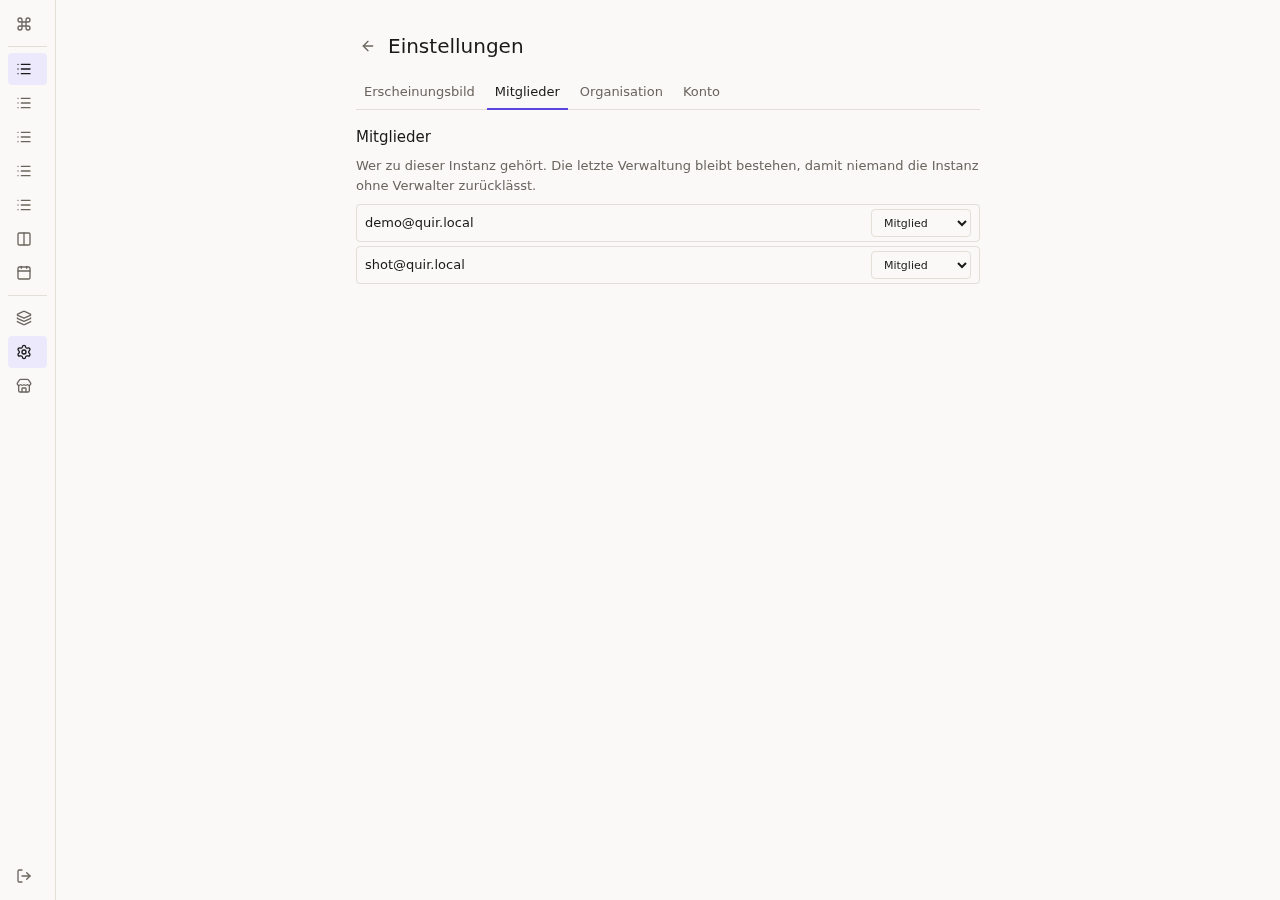 Einstellungen
Erscheinungsbild Mitglieder Organisation Konto
Mitglieder
Wer zu dieser Instanz gehört. Die letzte Verwaltung bleibt bestehen, damit niemand die Instanz
ohne Verwalter zurücklässt.
demo@quir.local Mitglied
shot@quir.local Mitglied